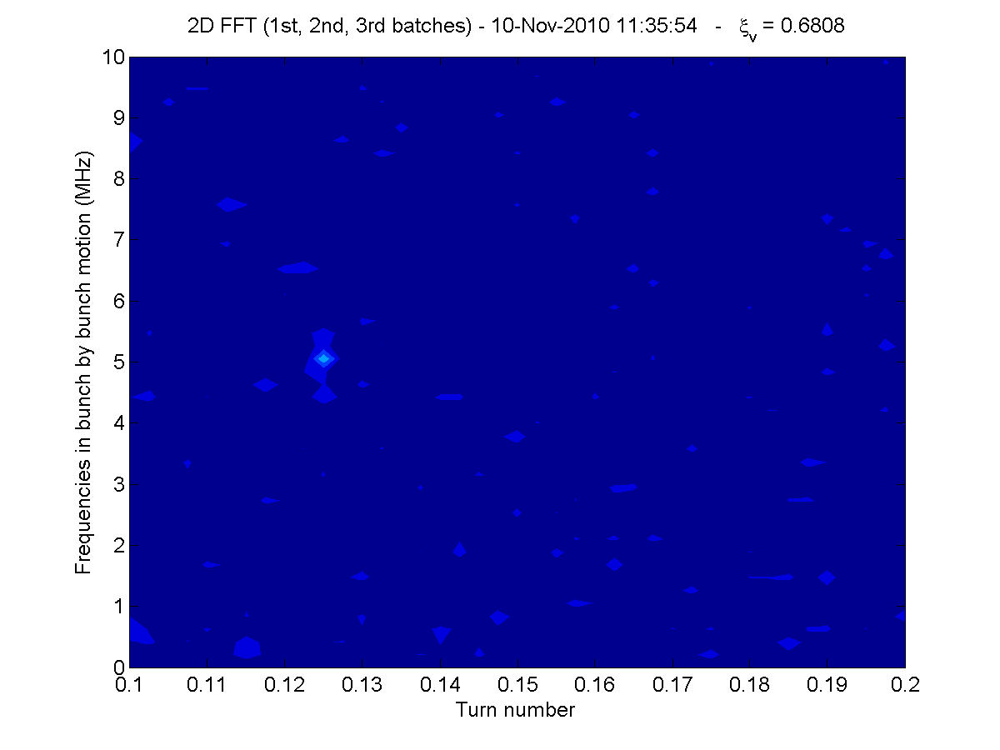 2D FFT (1st, 2nd, 3rd batches) - 10-Nov-2010 11:35:54 - ξv = 0.6808
Frequencies in bunch by bunch motion (MHz)
10
9
8
7
6
5
4
3
2
1
0
0.1 0.11 0.12 0.13 0.14 0.15 0.16 0.17 0.18 0.19 0.2
Turn number